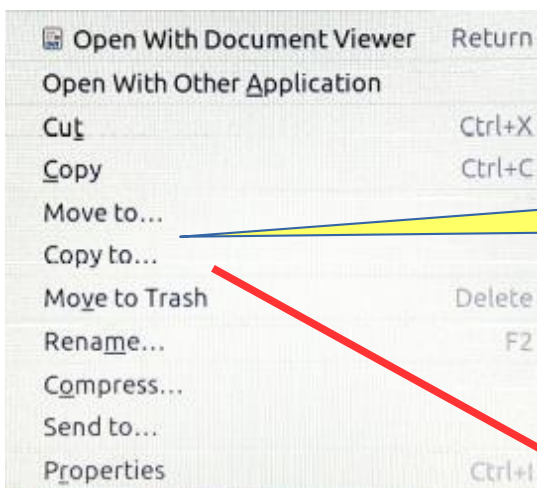 Open With Document Viewer Return
Open With Other Application
Cut Ctrl+X
Copy Ctrl+C
Move to...
Copy to...
Move to Trash Delete
Rename... F2
Compress...
Send to...
Properties Ctrl+I